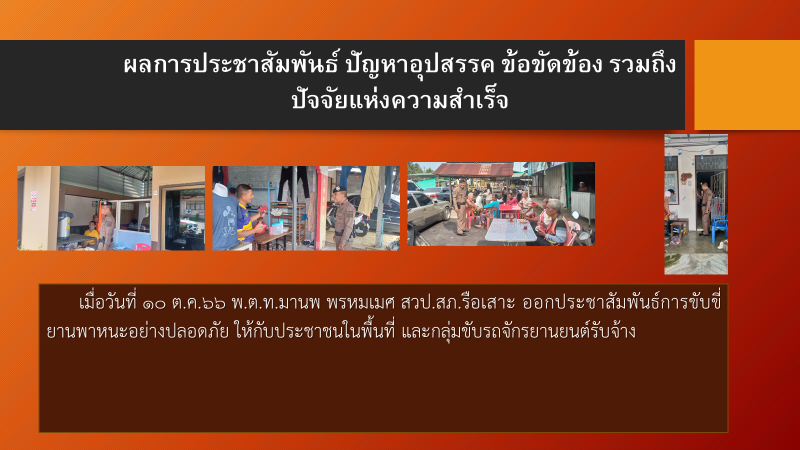 ผลการประชาสัมพันธ์ ปัญหาอุปสรรค ข้อขัดข้อง รวมถึง
ปัจจัยแห่งความสำเร็จ
เมื่อวันที่ ๑๐ ต.ค.๖๖ พ.ต.ท.มานพ พรหมเมศ สวป.สภ.รือเสาะ ออกประชาสัมพันธ์การขับขี่
ยานพาหนะอย่างปลอดภัย ให้กับประชาชนในพื้นที่ และกลุ่มขับรถจักรยานยนต์รับจ้าง